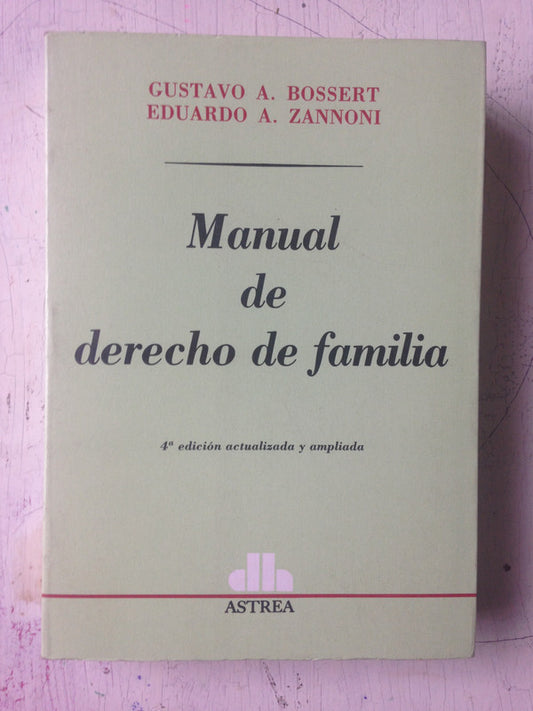 GUSTAVO A. BOSSERT
EDUARDO A. ZANNONI
Manual
de
derecho de familia
4ª edición actualizada y ampliada
ASTREA